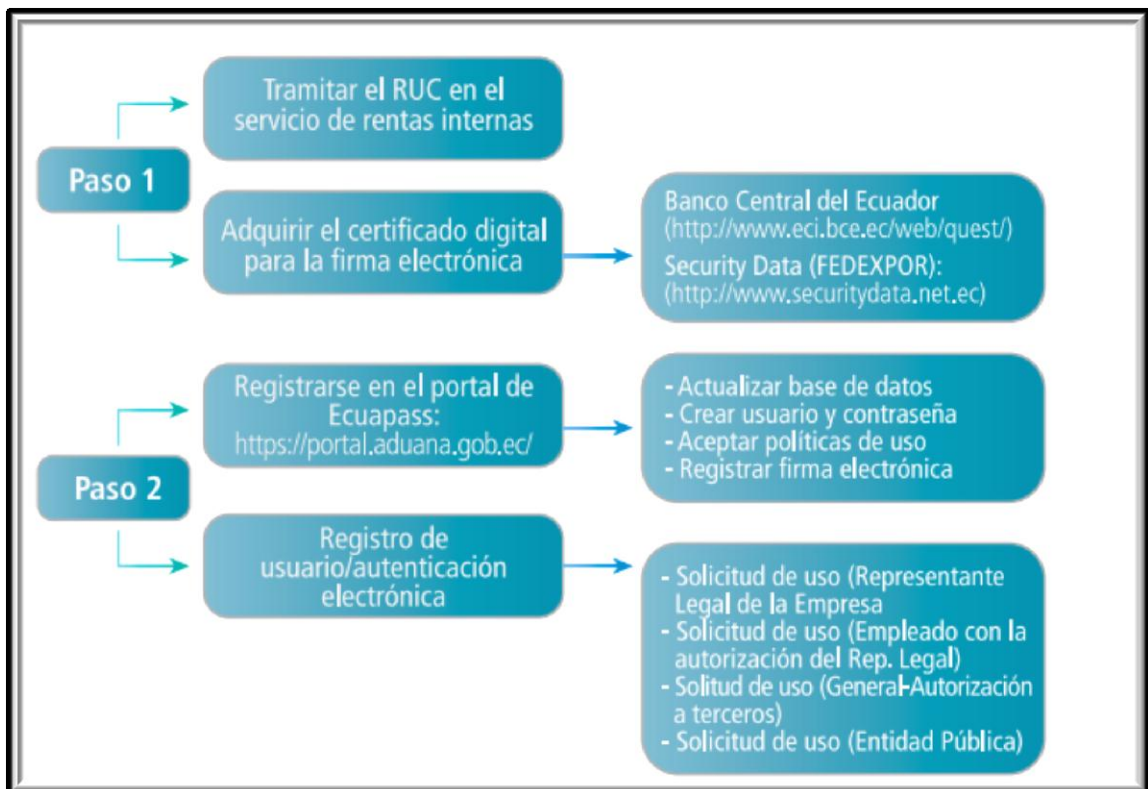 Paso 1
Tramitar el RUC en el
servicio de rentas internas
Adquirir el certificado digital
para la firma electrónica
Banco Central del Ecuador
(http://www.eci.bce.ec/web/quest/)
Security Data (FEDEXPOR):
(http://www.securitydata.net.ec)
Paso 2
Registrarse en el portal de
Ecuapass:
https://portal.aduana.gob.ec/
- Actualizar base de datos
- Crear usuario y contraseña
- Aceptar políticas de uso
- Registrar firma electrónica
Registro de
usuario/autenticación
electrónica
- Solicitud de uso (Representante
Legal de la Empresa
- Solicitud de uso (Empleado con la
autorización del Rep. Legal)
- Solitud de uso (General-Autorización
a terceros)
- Solicitud de uso (Entidad Pública)